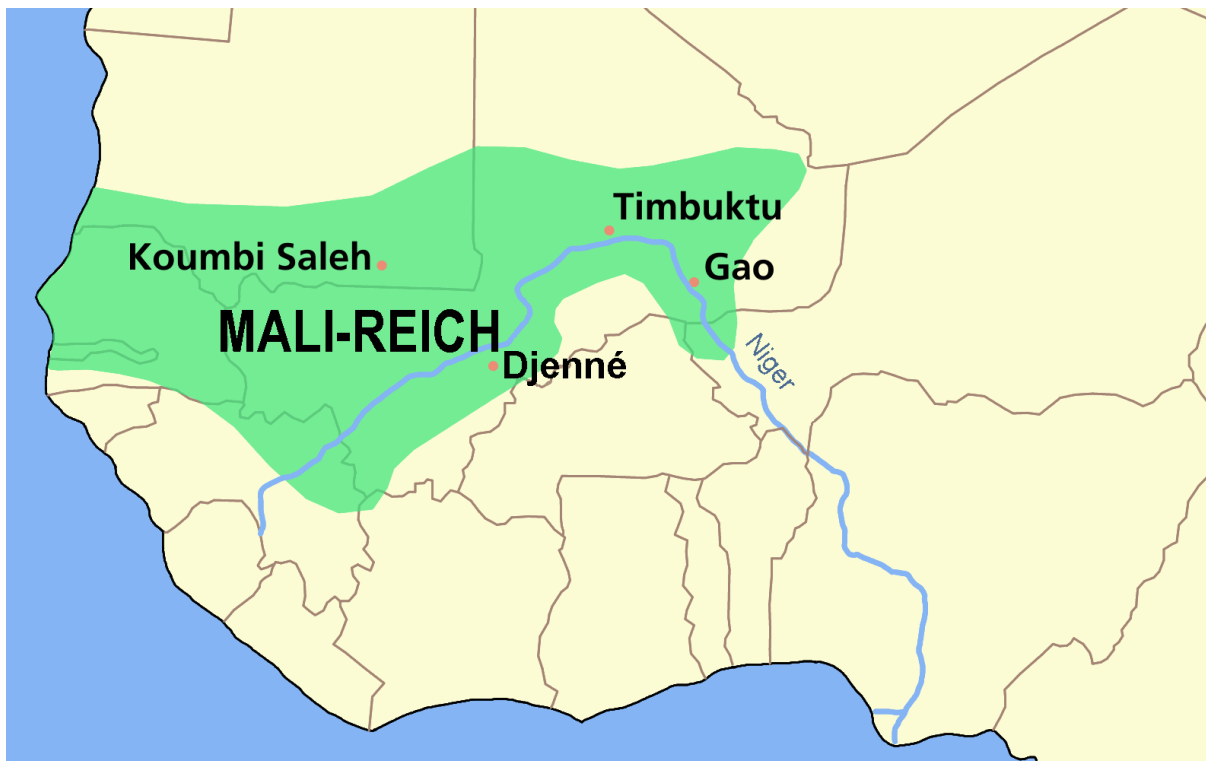 Timbuktu
Koumbi Saleh
Gao
MALI-REICH
Djenné
Niger